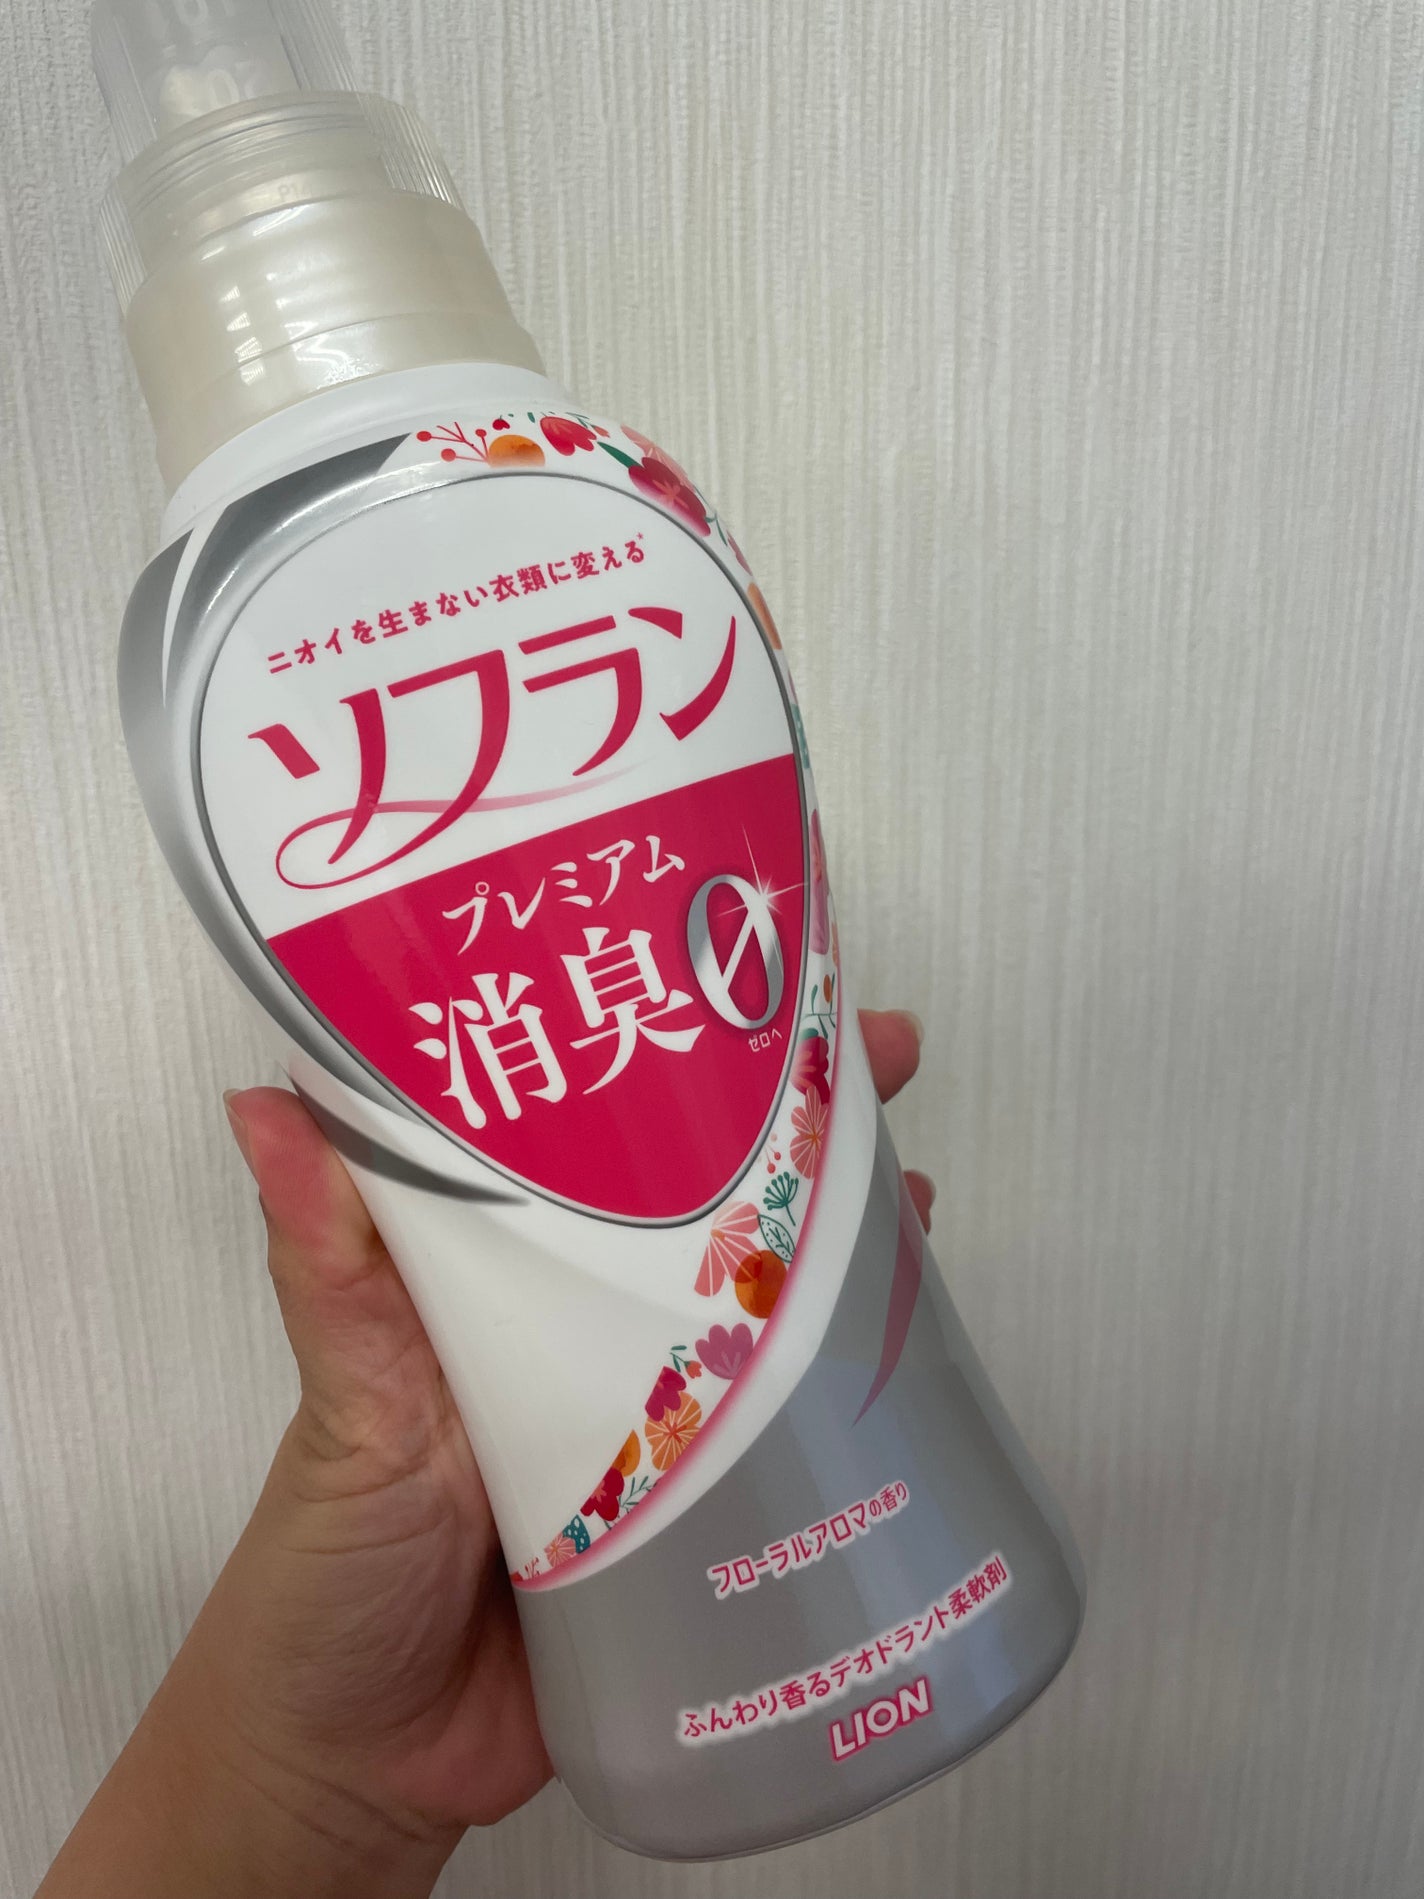 ニオイを生まない衣類に変える*
ソフラン
プレミアム
消臭0
ゼロへ
フローラルアロマの香り
ふんわり香るデオドラント柔軟剤
LION